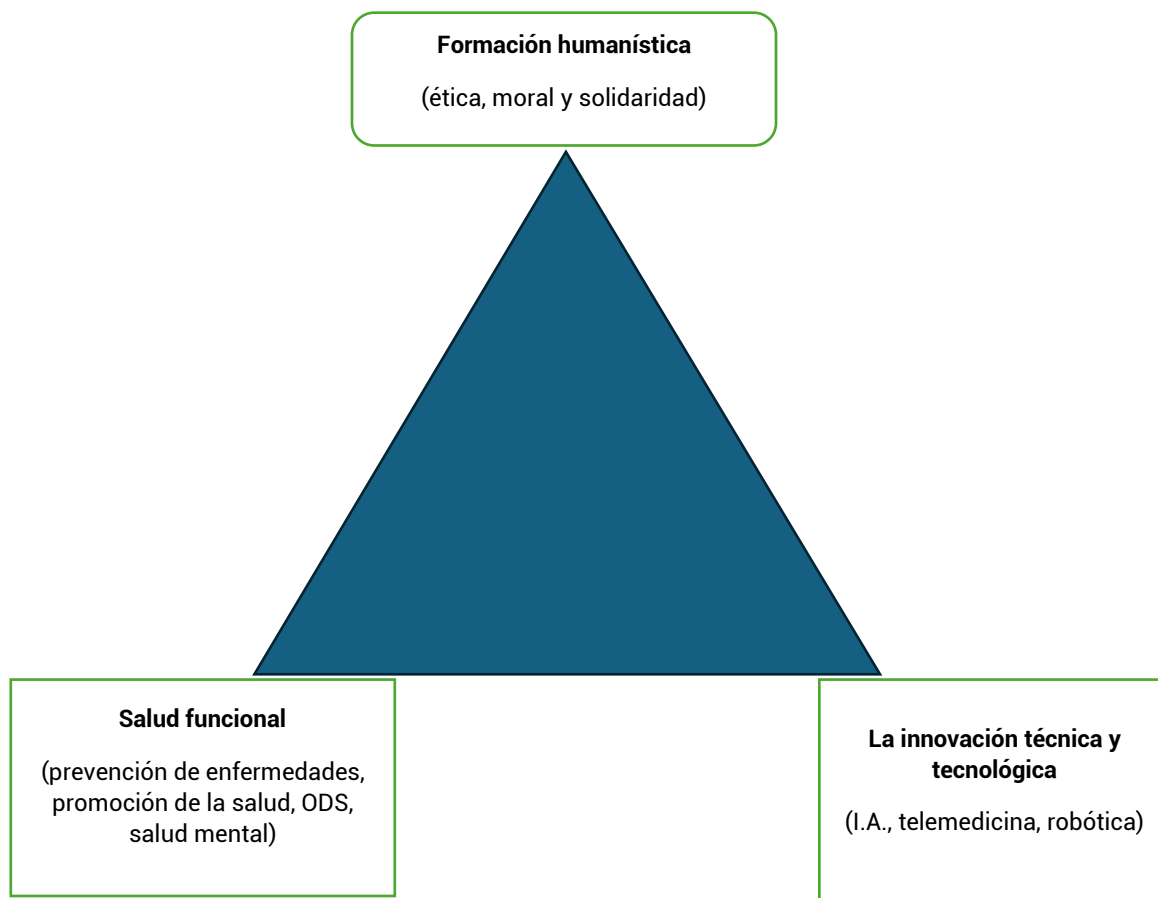 Formación humanística
(ética, moral y solidaridad)
Salud funcional
(prevención de enfermedades,
promoción de la salud, ODS,
salud mental)
La innovación técnica y
tecnológica
(I.A., telemedicina, robótica)